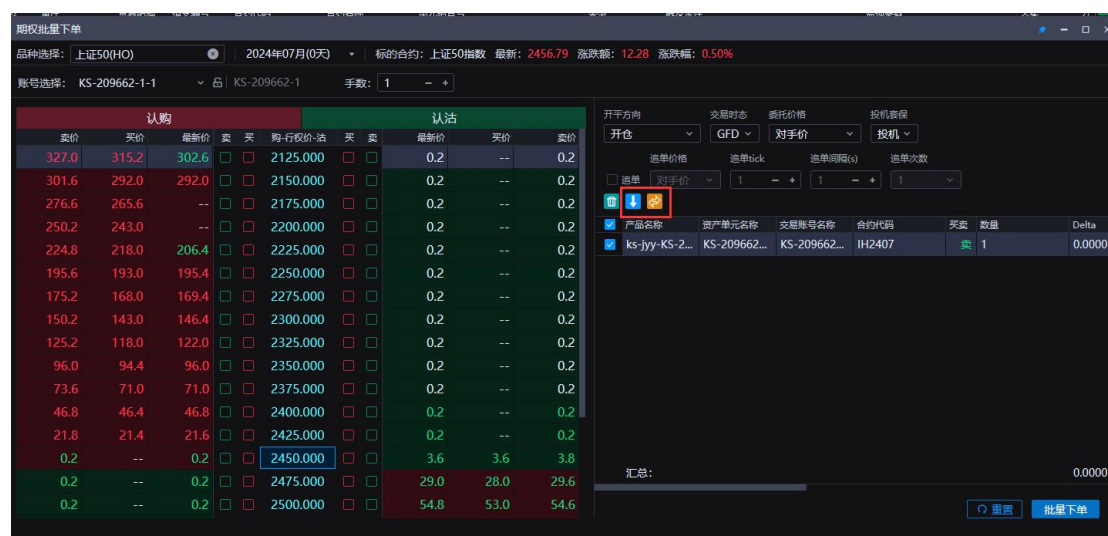 期权批量下单
品种选择: 上证50(HO) 2024年07月(0天) 标的合约: 上证50指数 最新: 2456.79 涨跌额: 12.28 涨跌幅: 0.50%
账号选择: KS-209662-1-1 KS-209662-1 手数: 1 - +
认购 认沽
卖价 买价 最新价 卖 买 购-行权价-沽 买 卖 最新价 买价 卖价
327.0 315.2 302.6 2125.000 0.2 -- 0.2
301.6 292.0 292.0 2150.000 0.2 -- 0.2
276.6 265.6 -- 2175.000 0.2 -- 0.2
250.2 243.0 -- 2200.000 0.2 -- 0.2
224.8 218.0 206.4 2225.000 0.2 -- 0.2
195.6 193.0 195.4 2250.000 0.2 -- 0.2
175.2 168.0 169.4 2275.000 0.2 -- 0.2
150.2 143.0 146.4 2300.000 0.2 -- 0.2
125.2 118.0 122.0 2325.000 0.2 -- 0.2
96.0 94.4 96.0 2350.000 0.2 -- 0.2
73.6 71.0 71.0 2375.000 0.2 -- 0.2
46.8 46.4 46.8 2400.000 0.2 -- 0.2
21.8 21.4 21.6 2425.000 0.2 -- 0.2
0.2 -- 0.2 2450.000 3.6 3.6 3.8
0.2 -- 0.2 2475.000 29.0 28.0 29.6
0.2 -- 0.2 2500.000 54.8 53.0 54.6
开平方向 交易时态 委托价格 投机套保
开仓 GFD 对手价 投机
追单价格 追单tick 追单间隔(s) 追单次数
追单 对手价 1 - + 1 - + 1
产品名称 资产单元名称 交易账号名称 合约代码 买卖 数量 Delta
ks-jyy-KS-2... KS-209662... KS-209662... IH2407 卖 1 0.0000
汇总: 0.0000
重置 批量下单